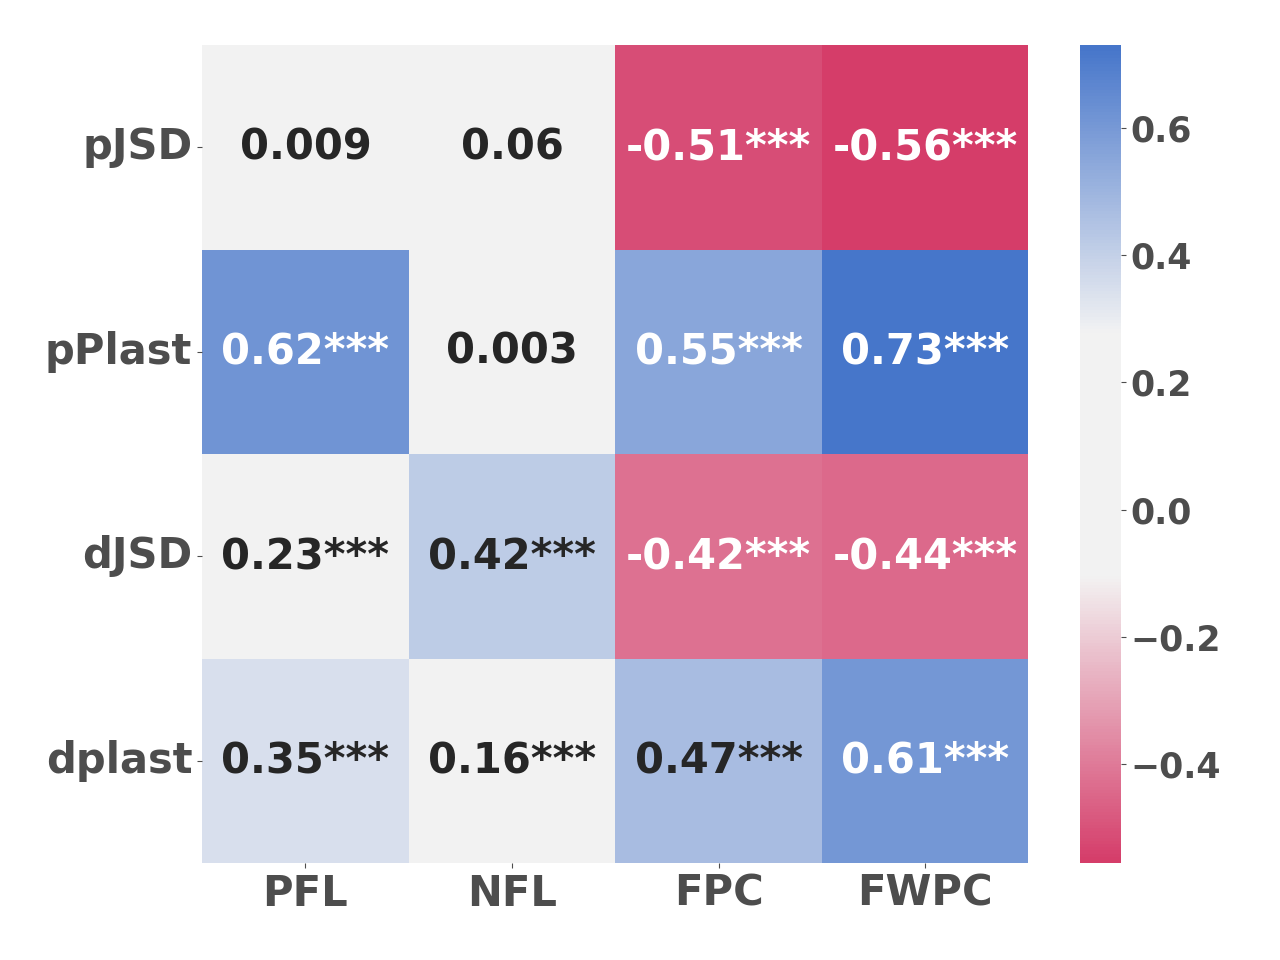 pJSD 0.009 0.06 -0.51*** -0.56***
pPlast 0.62*** 0.003 0.55*** 0.73***
dJSD 0.23*** 0.42*** -0.42*** -0.44***
dplast 0.35*** 0.16*** 0.47*** 0.61***
PFL NFL FPC FWPC
0.6
0.4
0.2
0.0
−0.2
−0.4